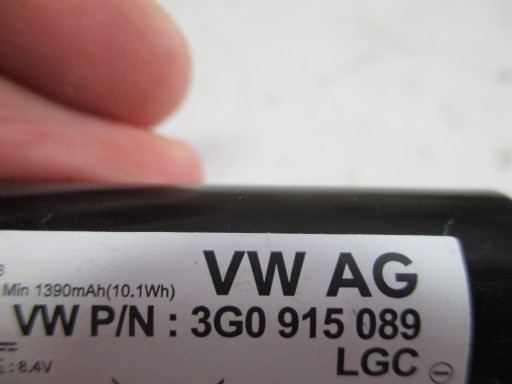 VW AG
Min 1390mAh(10.1Wh)
VW P/N : 3G0 915 089
: 8.4V
LGC